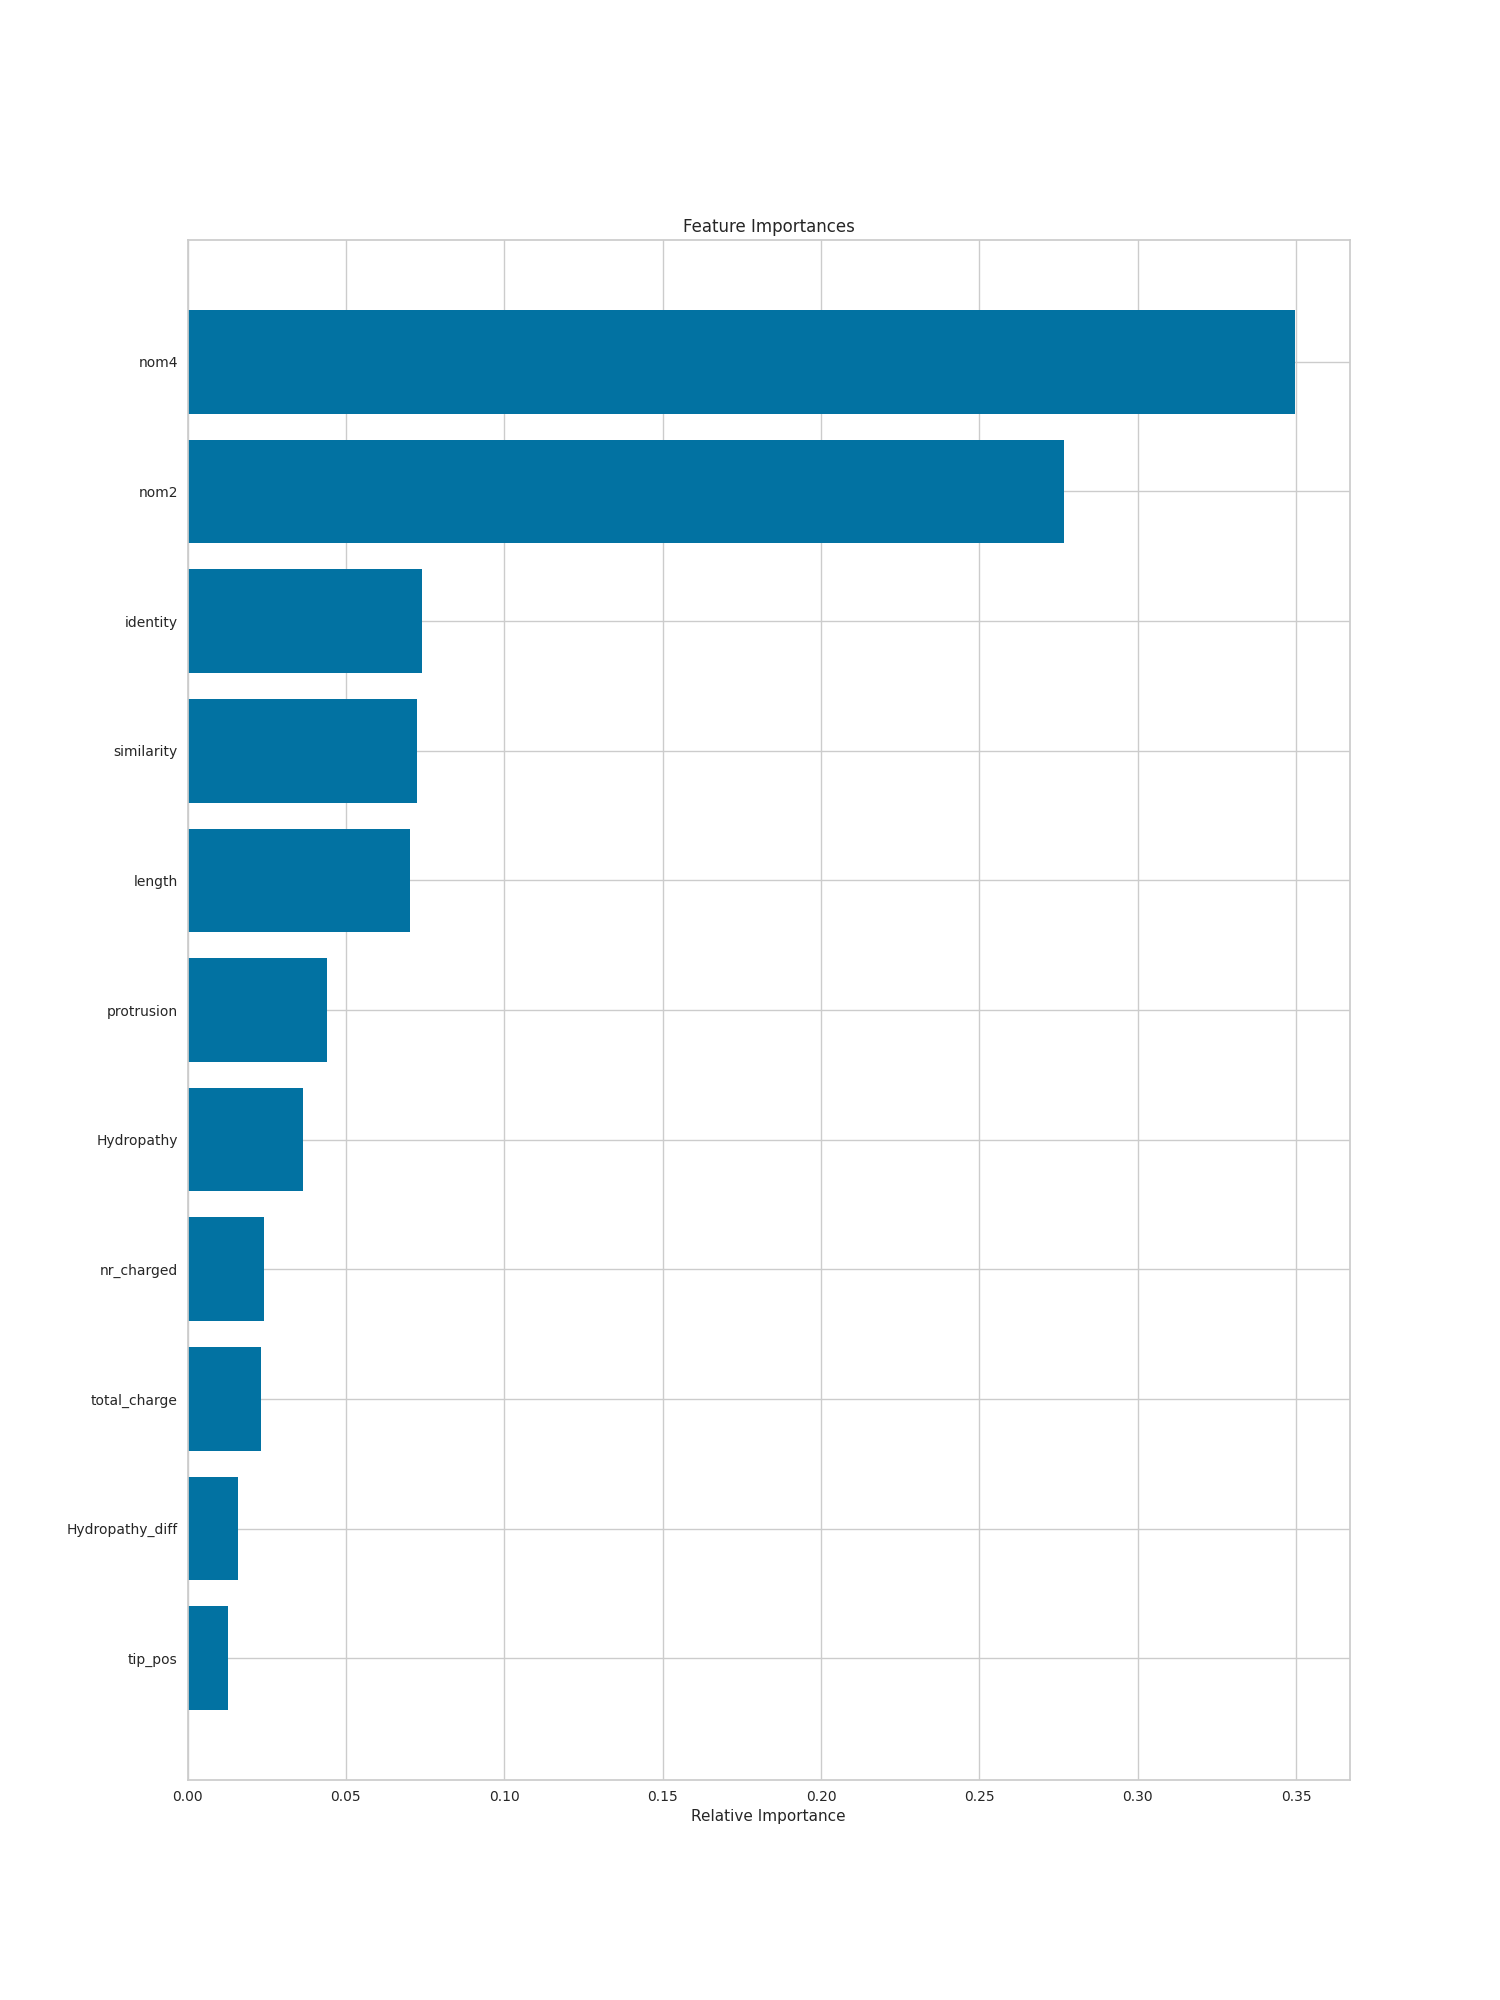 Feature Importances
nom4
nom2
identity
similarity
length
protrusion
Hydropathy
nr_charged
total_charge
Hydropathy_diff
tip_pos
0.00 0.05 0.10 0.15 0.20 0.25 0.30 0.35
Relative Importance